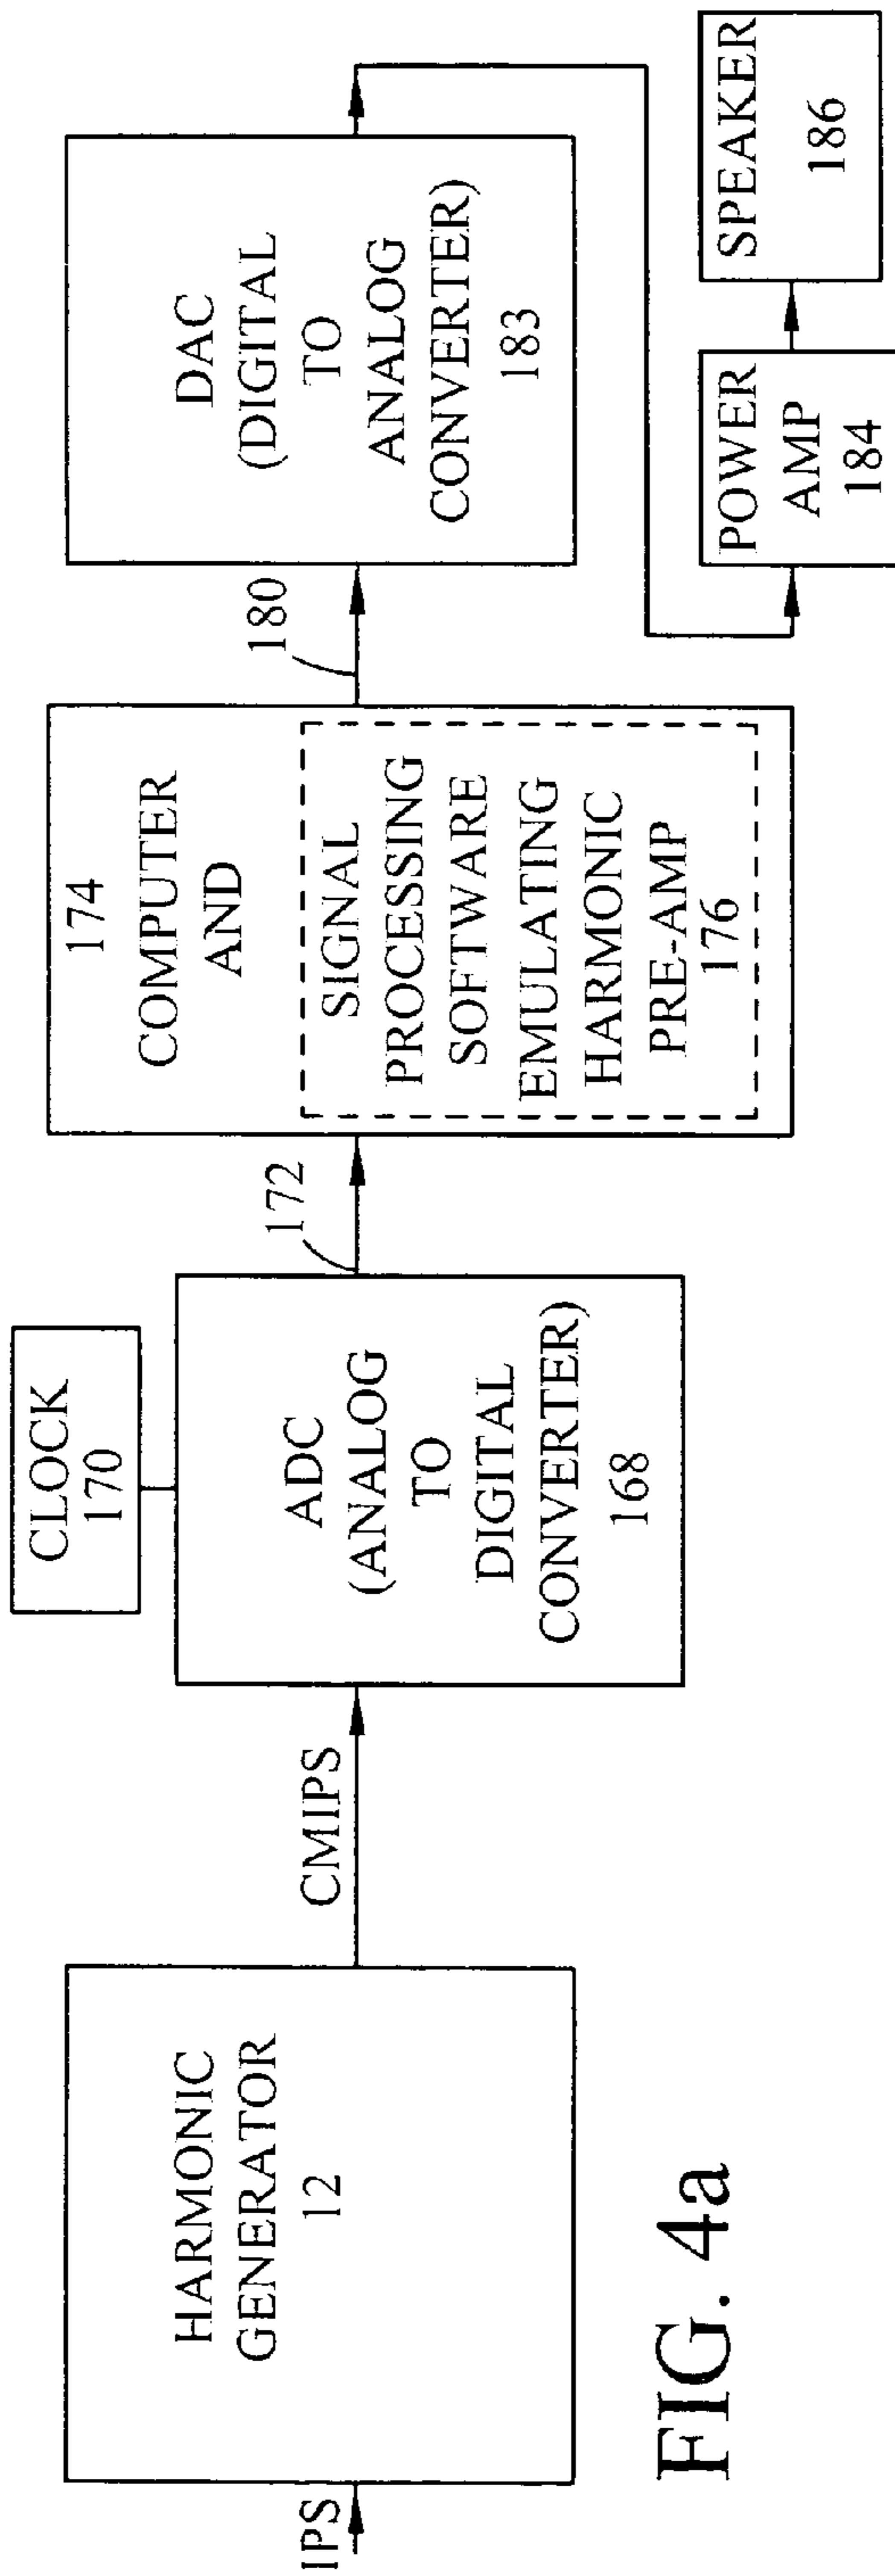 IPS
HARMONIC
GENERATOR
12
CMIPS
CLOCK
170
ADC
(ANALOG
TO
DIGITAL
CONVERTER)
168
172
174
COMPUTER
AND
SIGNAL
PROCESSING
SOFTWARE
EMULATING
HARMONIC
PRE-AMP
176
180
DAC
(DIGITAL
TO
ANALOG
CONVERTER)
183
POWER
AMP
184
SPEAKER
186
FIG. 4a